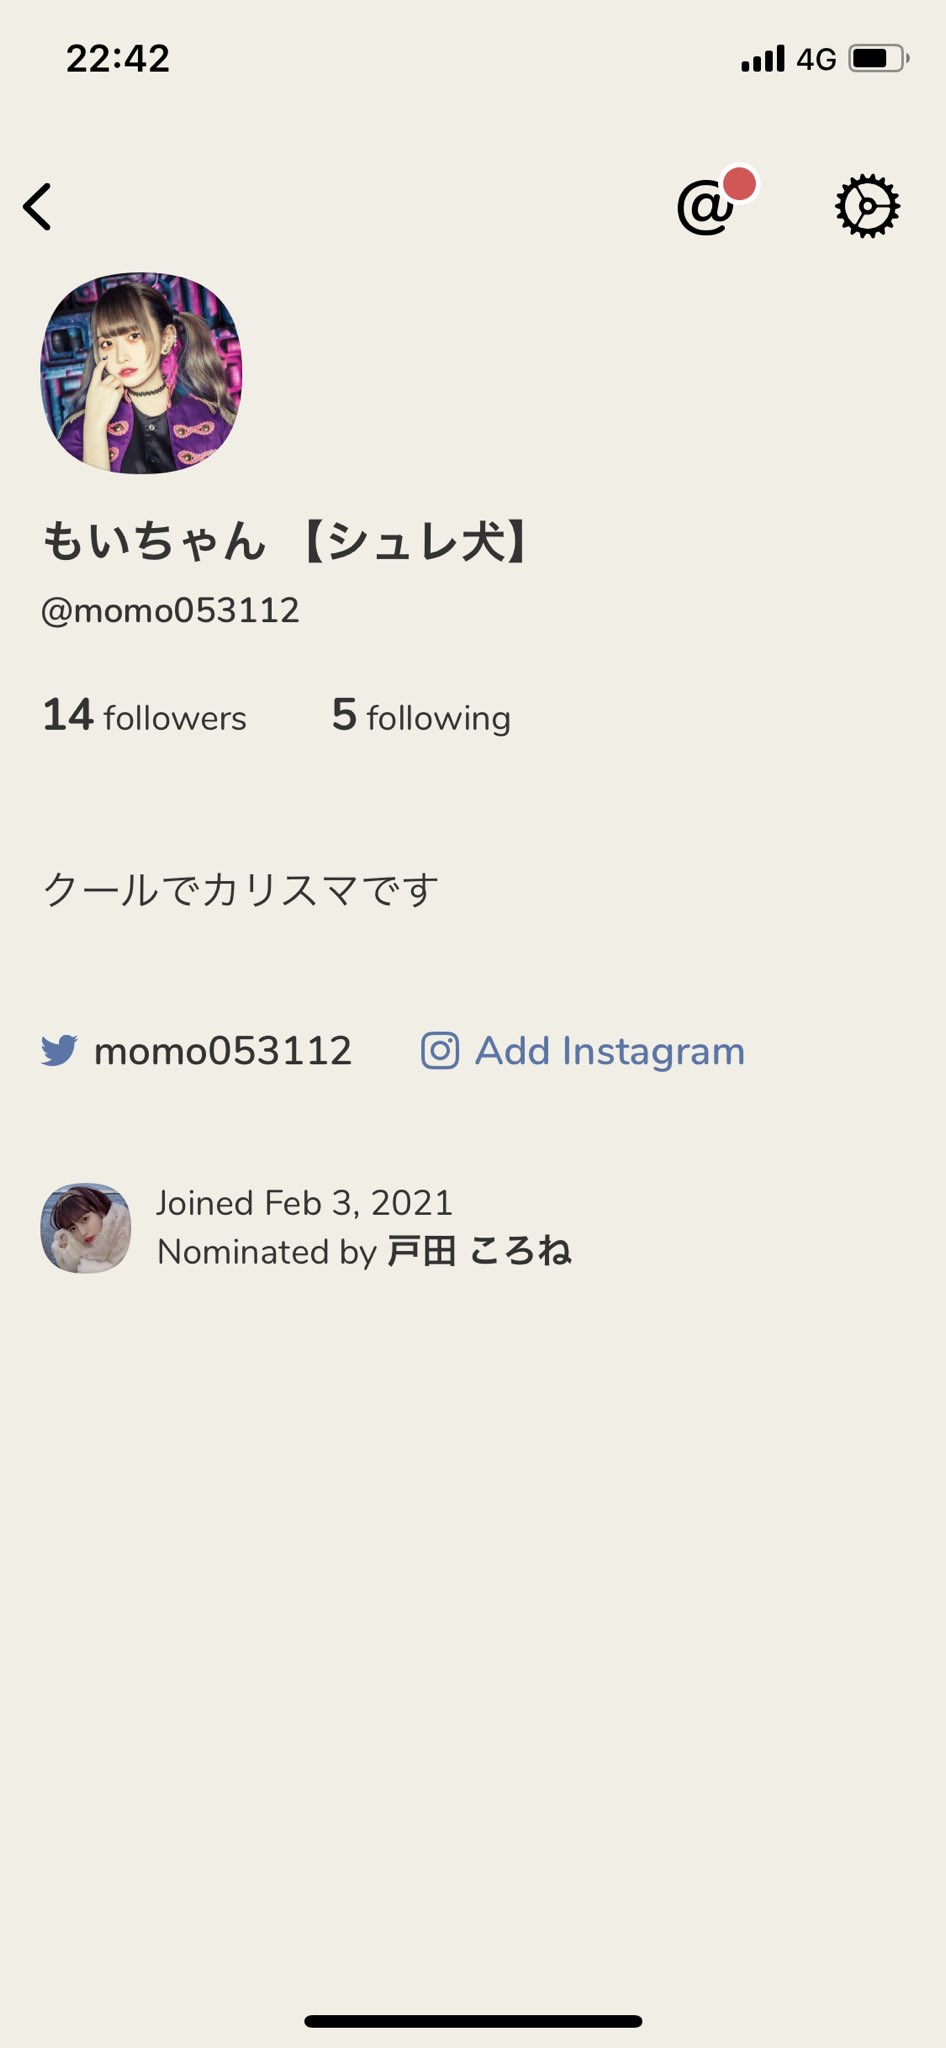 22:42
4G
もいちゃん 【シュレ犬】
@momo053112
14 followers 5 following
クールでカリスマです
momo053112 Add Instagram
Joined Feb 3, 2021
Nominated by 戸田 ころね